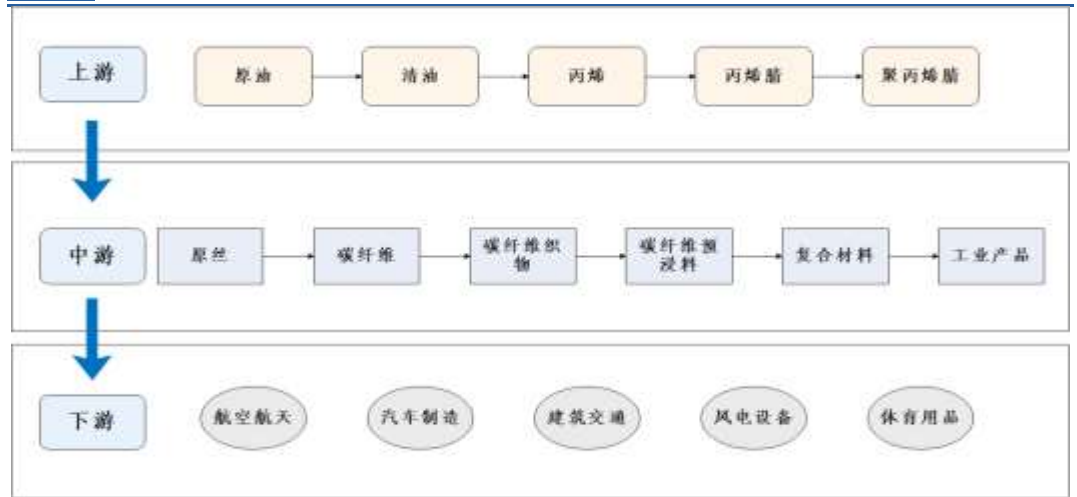 上游
原油
清油
丙烯
丙烯腈
聚丙烯腈
中游
原丝
碳纤维
碳纤维织
物
碳纤维预
浸料
复合材料
工业产品
下游
航空航天
汽车制造
建筑交通
风电设备
体育用品